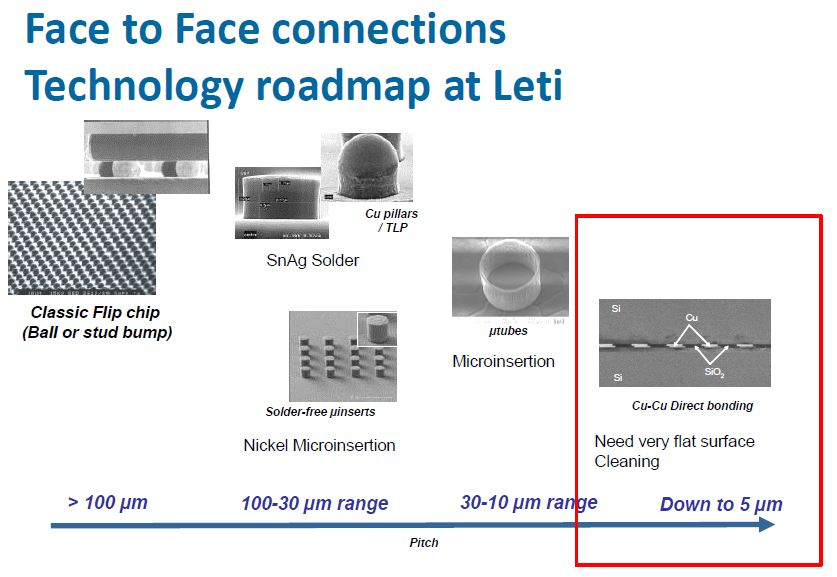 Face to Face connections
Technology roadmap at Leti
Cu pillars
/ TLP
SnAg Solder
Classic Flip chip
(Ball or stud bump)
Solder-free µinserts
Nickel Microinsertion
µtubes
Microinsertion
Si
Cu
SiO2
Si
Cu-Cu Direct bonding
Need very flat surface
Cleaning
> 100 µm
100-30 µm range
30-10 µm range
Down to 5 µm
Pitch